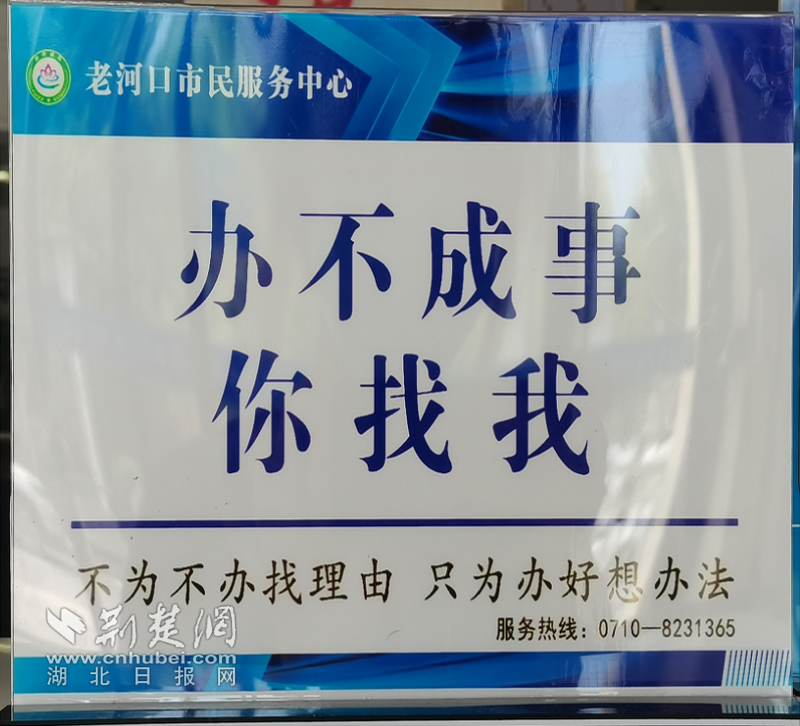 老河口市民服务中心
办不成事
你找我
不为不办找理由 只为办好想办法
服务热线：0710—8231365
荆楚网
www.cnhubei.com
湖北日报网